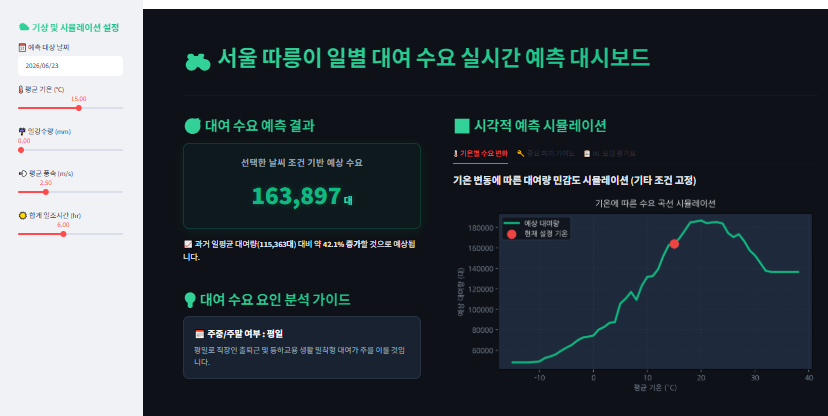 기상 및 시뮬레이션 설정
예측 대상 날짜
2026/06/23
평균 기온 (°C)
15.00
일강수량 (mm)
0.00
평균 풍속 (m/s)
2.50
합계 일조시간 (hr)
6.00
서울 따릉이 일별 대여 수요 실시간 예측 대시보드
대여 수요 예측 결과
선택한 날씨 조건 기반 예상 수요
163,897 대
과거 일평균 대여량(115,363대) 대비 약 42.1% 증가할 것으로 예상됩
니다.
대여 수요 요인 분석 가이드
주중/주말 여부 : 평일
평일로 직장인 출퇴근 및 등하교용 생활 밀착형 대여가 주를 이룰 것입
니다.
시각적 예측 시뮬레이션
기온별 수요 변화
기온 변동에 따른 대여량 민감도 시뮬레이션 (기타 조건 고정)
기온에 따른 수요 곡선 시뮬레이션
예상 대여량
현재 설정 기온
예상 대여량 (대)
180000
160000
140000
120000
100000
80000
60000
-10
0
10
20
30
40
평균 기온 (°C)